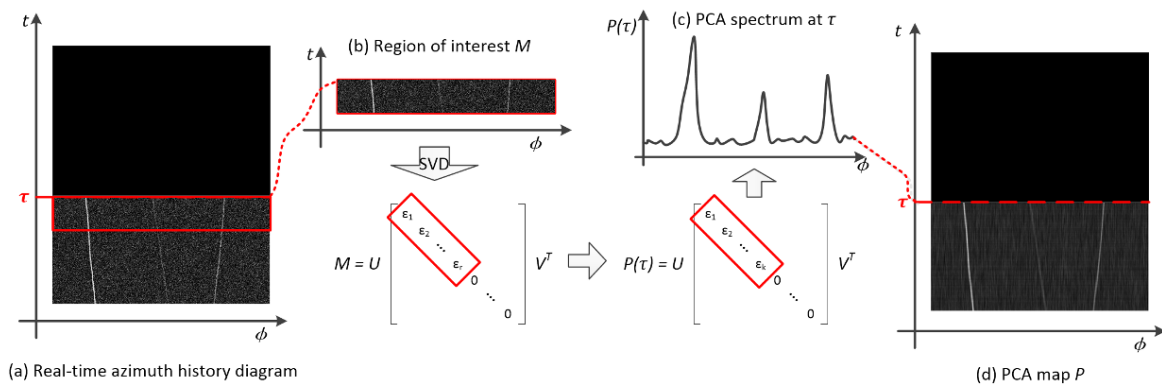 t
τ
ϕ
(a) Real-time azimuth history diagram
(b) Region of interest M
t
ϕ
SVD
M = U
ε1
ε2
...
εr
0
...
0
V^T
(c) PCA spectrum at τ
P(τ)
ϕ
P(τ) = U
ε1
ε2
...
εk
0
...
0
V^T
t
τ
ϕ
(d) PCA map P